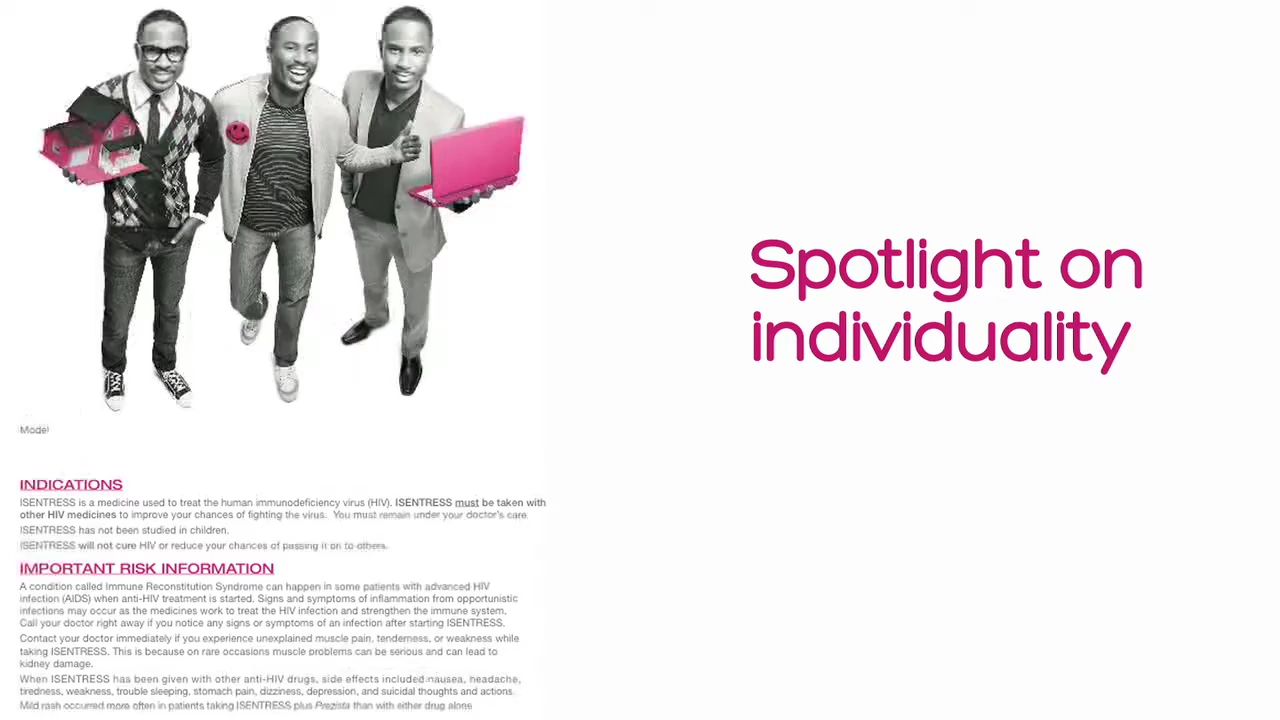 Spotlight on
individuality
Model
INDICATIONS
ISENTRESS is a medicine used to treat the human immunodeficiency virus (HIV). ISENTRESS must be taken with
other HIV medicines to improve your chances of fighting the virus. You must remain under your doctor's care.
ISENTRESS has not been studied in children.
ISENTRESS will not cure HIV or reduce your chances of passing it on to others.
IMPORTANT RISK INFORMATION
A condition called Immune Reconstitution Syndrome can happen in some patients with advanced HIV
infection (AIDS) when anti-HIV treatment is started. Signs and symptoms of inflammation from opportunistic
infections may occur as the medicines work to treat the HIV infection and strengthen the immune system.
Call your doctor right away if you notice any signs or symptoms of an infection after starting ISENTRESS.
Contact your doctor immediately if you experience unexplained muscle pain, tenderness, or weakness while
taking ISENTRESS. This is because on rare occasions muscle problems can be serious and can lead to
kidney damage.
When ISENTRESS has been given with other anti-HIV drugs, side effects included nausea, headache,
tiredness, weakness, trouble sleeping, stomach pain, dizziness, depression, and suicidal thoughts and actions.
Mild rash occurred more often in patients taking ISENTRESS plus Prezista than with either drug alone